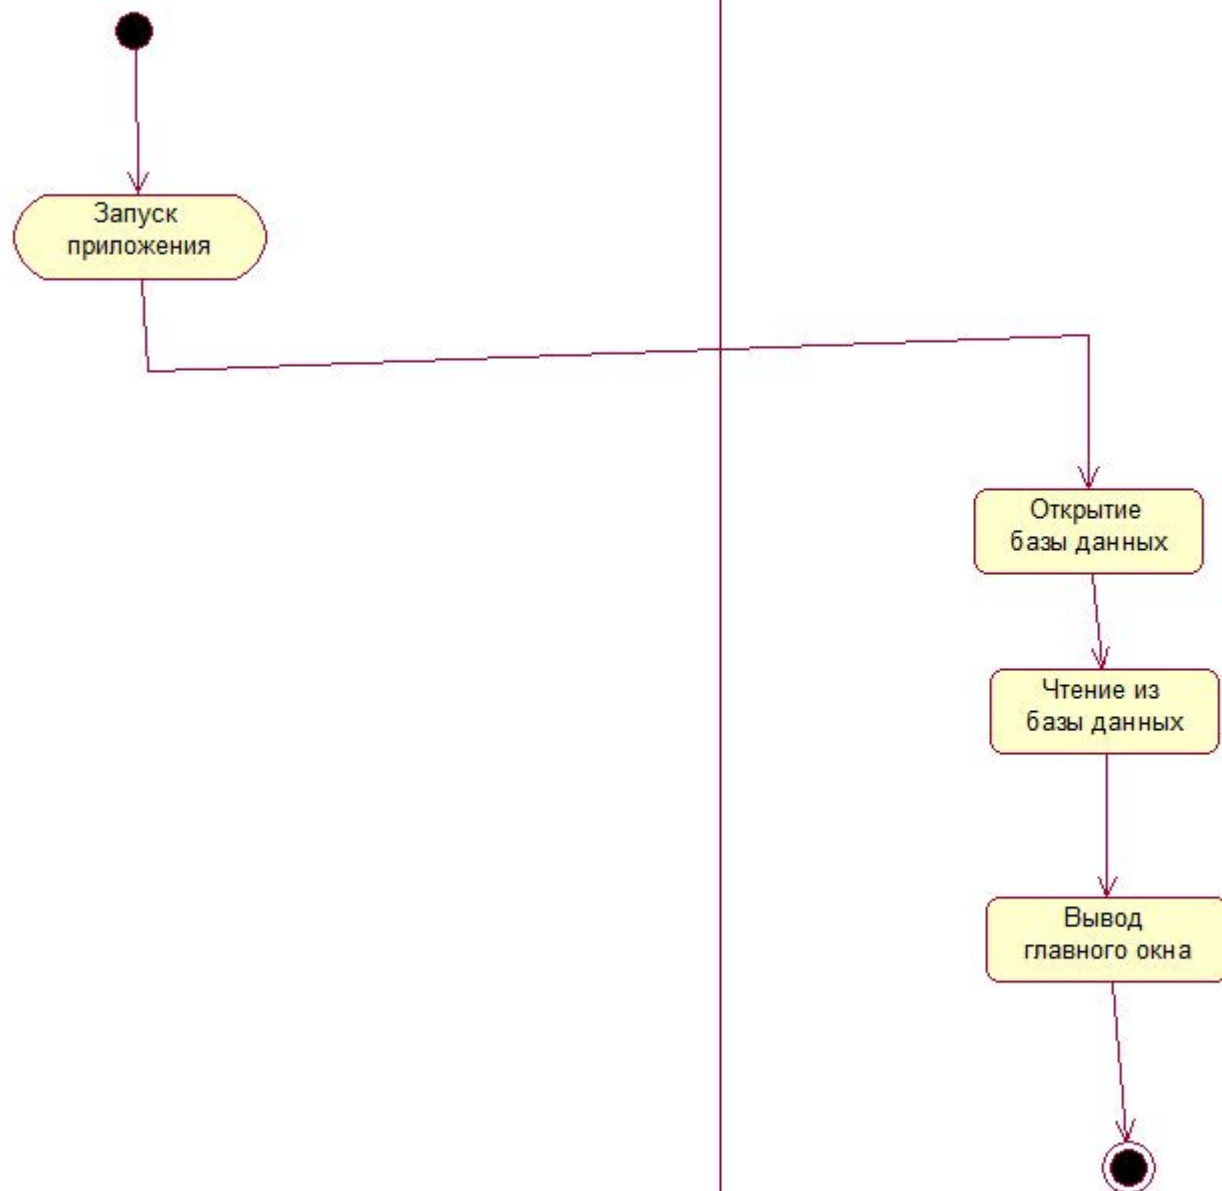 Запуск
приложения
Открытие
базы данных
Чтение из
базы данных
Вывод
главного окна